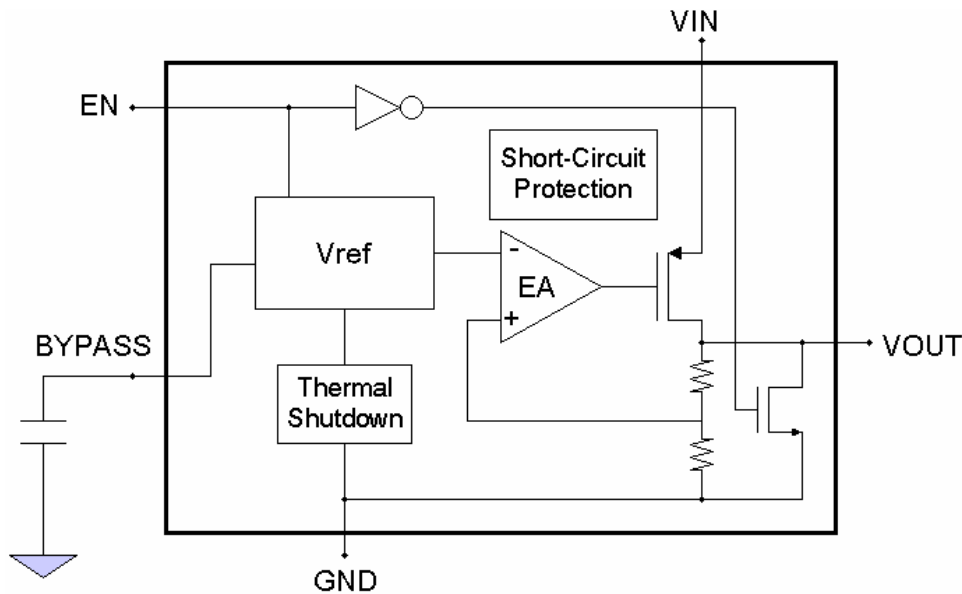 VIN
EN
Short-Circuit
Protection
Vref
-
EA
+
BYPASS
VOUT
Thermal
Shutdown
GND